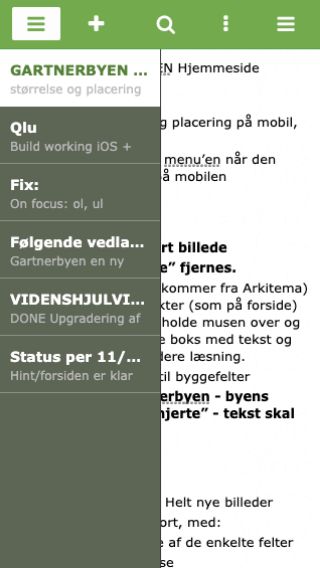 GARTNERBYEN ...
størrelse og placering
Qlu
Build working iOS +
Fix:
On focus: ol, ul
Følgende vedla...
Gartnerbyen en ny
VIDENSHJULVI...
DONE Upgradering af
Status per 11/...
Hint/forsiden er klar
EN Hjemmeside
g placering på mobil,
menu'en når den
på mobilen
rt billede
e” fjernes.
kommer fra Arkitema)
kter (som på forside)
holde musen over og
e boks med tekst og
dere læsning.
til byggefelter
erbyen - byens
hjerte” - tekst skal
Helt nye billeder
ort, med:
e af de enkelte felter
lse